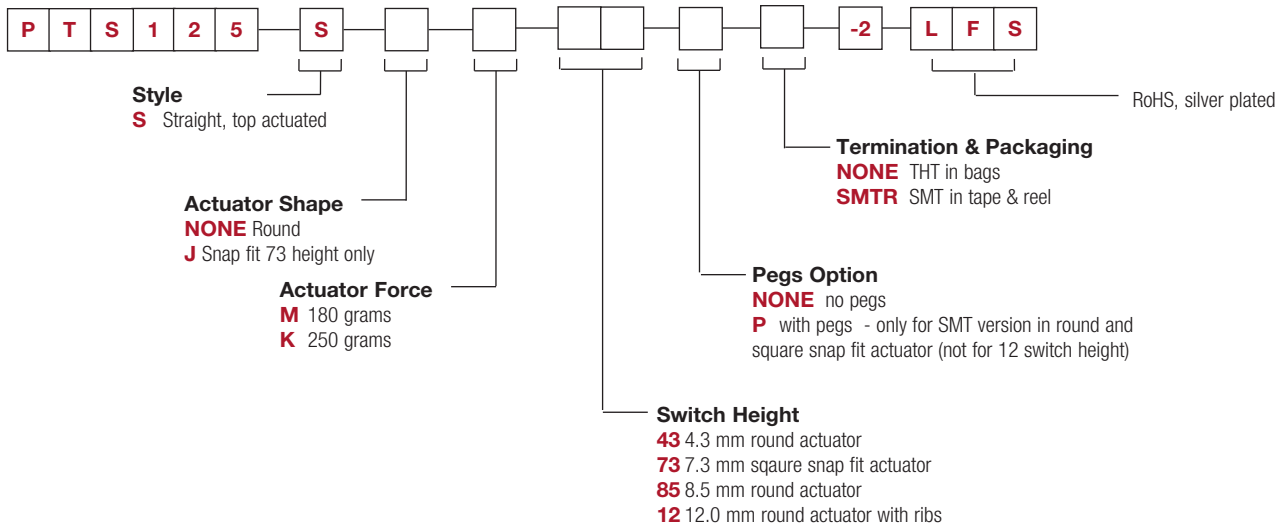 PTS125 S -2 LFS
Style
S Straight, top actuated
RoHS, silver plated
Termination & Packaging
NONE THT in bags
SMTR SMT in tape & reel
Actuator Shape
NONE Round
J Snap fit 73 height only
Actuator Force
M 180 grams
K 250 grams
Pegs Option
NONE no pegs
P with pegs - only for SMT version in round and
square snap fit actuator (not for 12 switch height)
Switch Height
43 4.3 mm round actuator
73 7.3 mm sqaure snap fit actuator
85 8.5 mm round actuator
12 12.0 mm round actuator with ribs